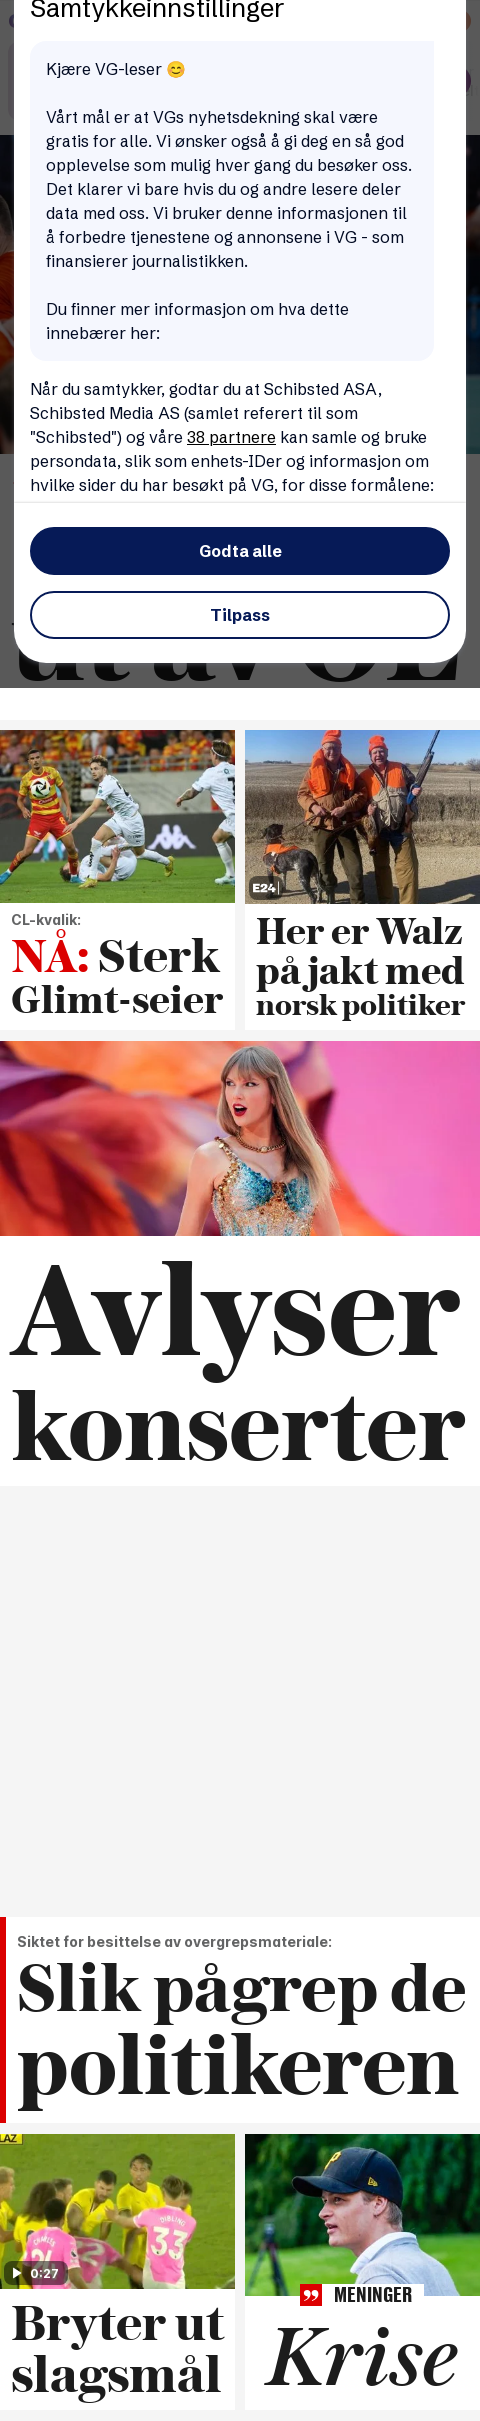 Samtykkeinnstillinger
Kjære VG-leser 😊
Vårt mål er at VGs nyhetsdekning skal være
gratis for alle. Vi ønsker også å gi deg en så god
opplevelse som mulig hver gang du besøker oss.
Det klarer vi bare hvis du og andre lesere deler
data med oss. Vi bruker denne informasjonen til
å forbedre tjenestene og annonsene i VG - som
finansierer journalistikken.
Du finner mer informasjon om hva dette
innebærer her:
Når du samtykker, godtar du at Schibsted ASA,
Schibsted Media AS (samlet referert til som
"Schibsted") og våre 38 partnere kan samle og bruke
persondata, slik som enhets-IDer og informasjon om
hvilke sider du har besøkt på VG, for disse formålene:
Godta alle
Tilpass
ut av OL
CL-kvalik:
NÅ: Sterk
Glimt-seier
E24
Her er Walz
på jakt med
norsk politiker
Avlyser
konserter
Siktet for besittelse av overgrepsmateriale:
Slik pågrep de
politikeren
33
0:27
Bryter ut
slagsmål
MENINGER
Krise